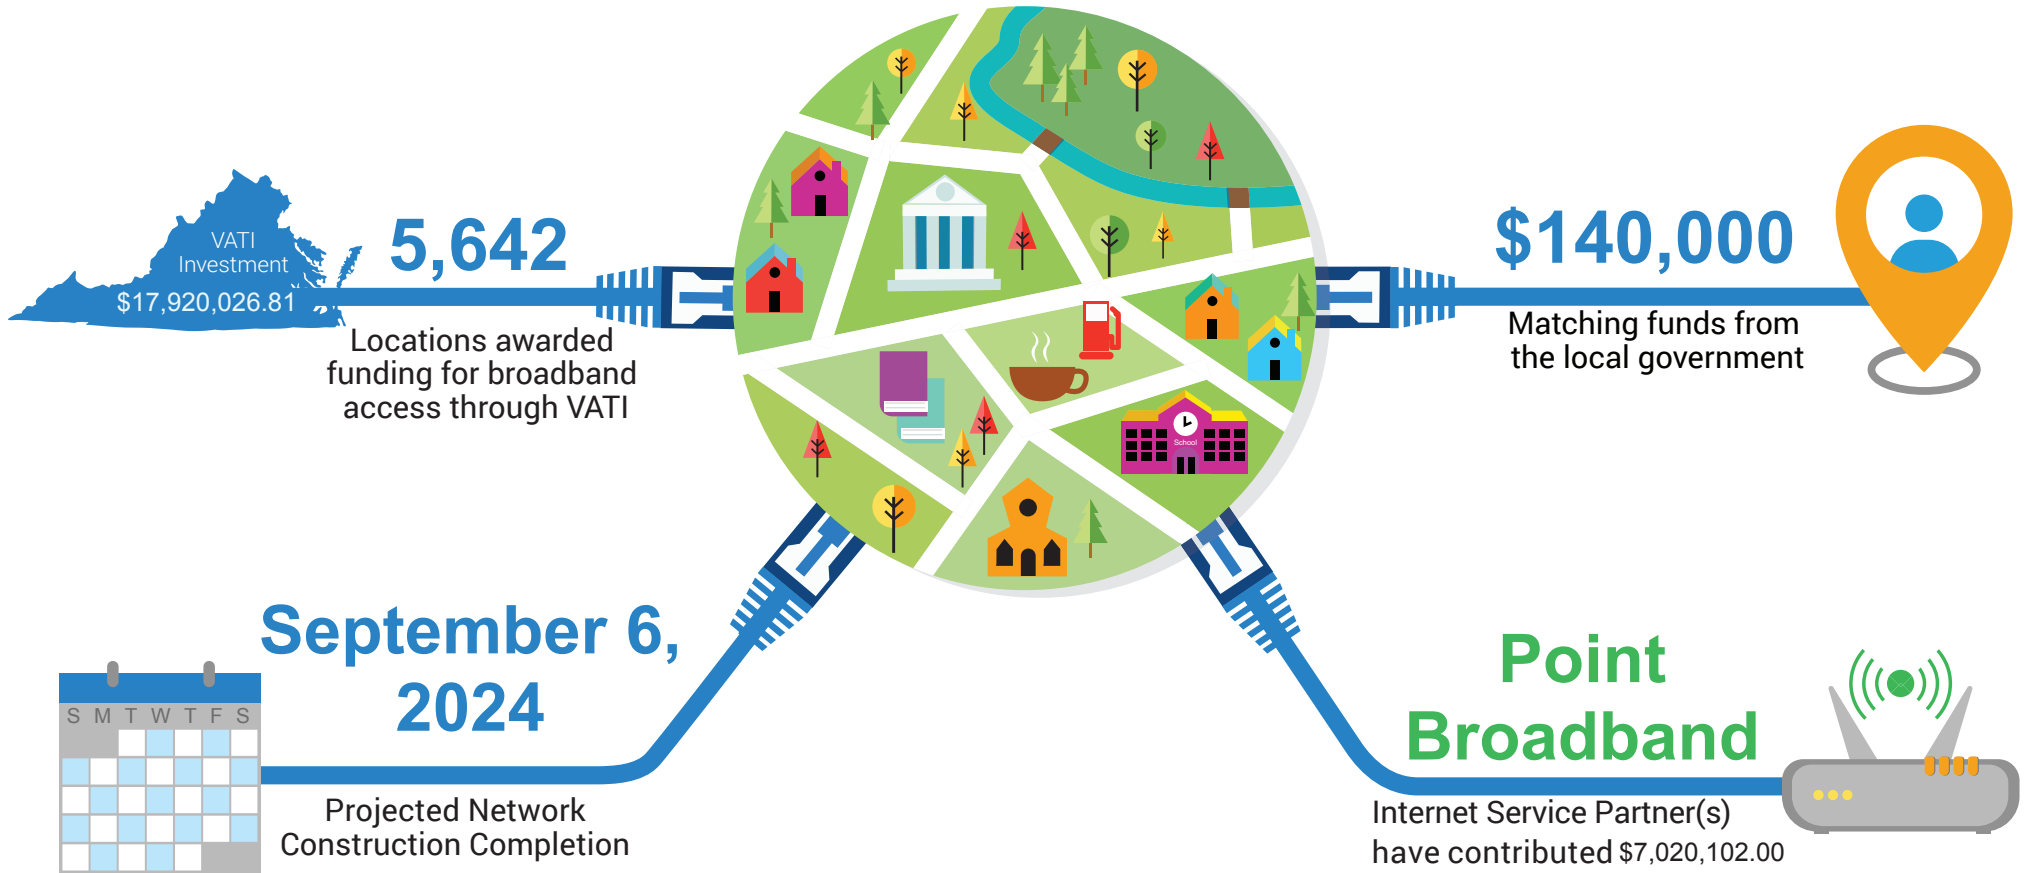 VATI
Investment
$17,920,026.81
5,642
Locations awarded
funding for broadband
access through VATI
$140,000
Matching funds from
the local government
School
September 6,
2024
S M T W T F S
Projected Network
Construction Completion
Point
Broadband
Internet Service Partner(s)
have contributed $7,020,102.00